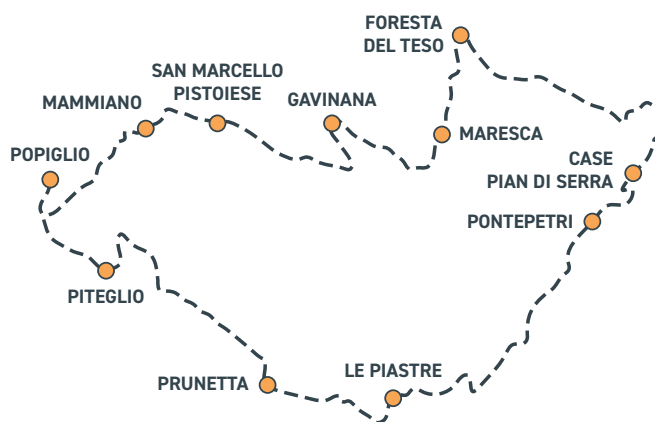 FORESTA
DEL TESO
SAN MARCELLO
PISTOIESE
GAVINANA
MAMMIANO
MARESCA
POPIGLIO
CASE
PIAN DI SERRA
PONTEPETRI
PITEGLIO
LE PIASTRE
PRUNETTA